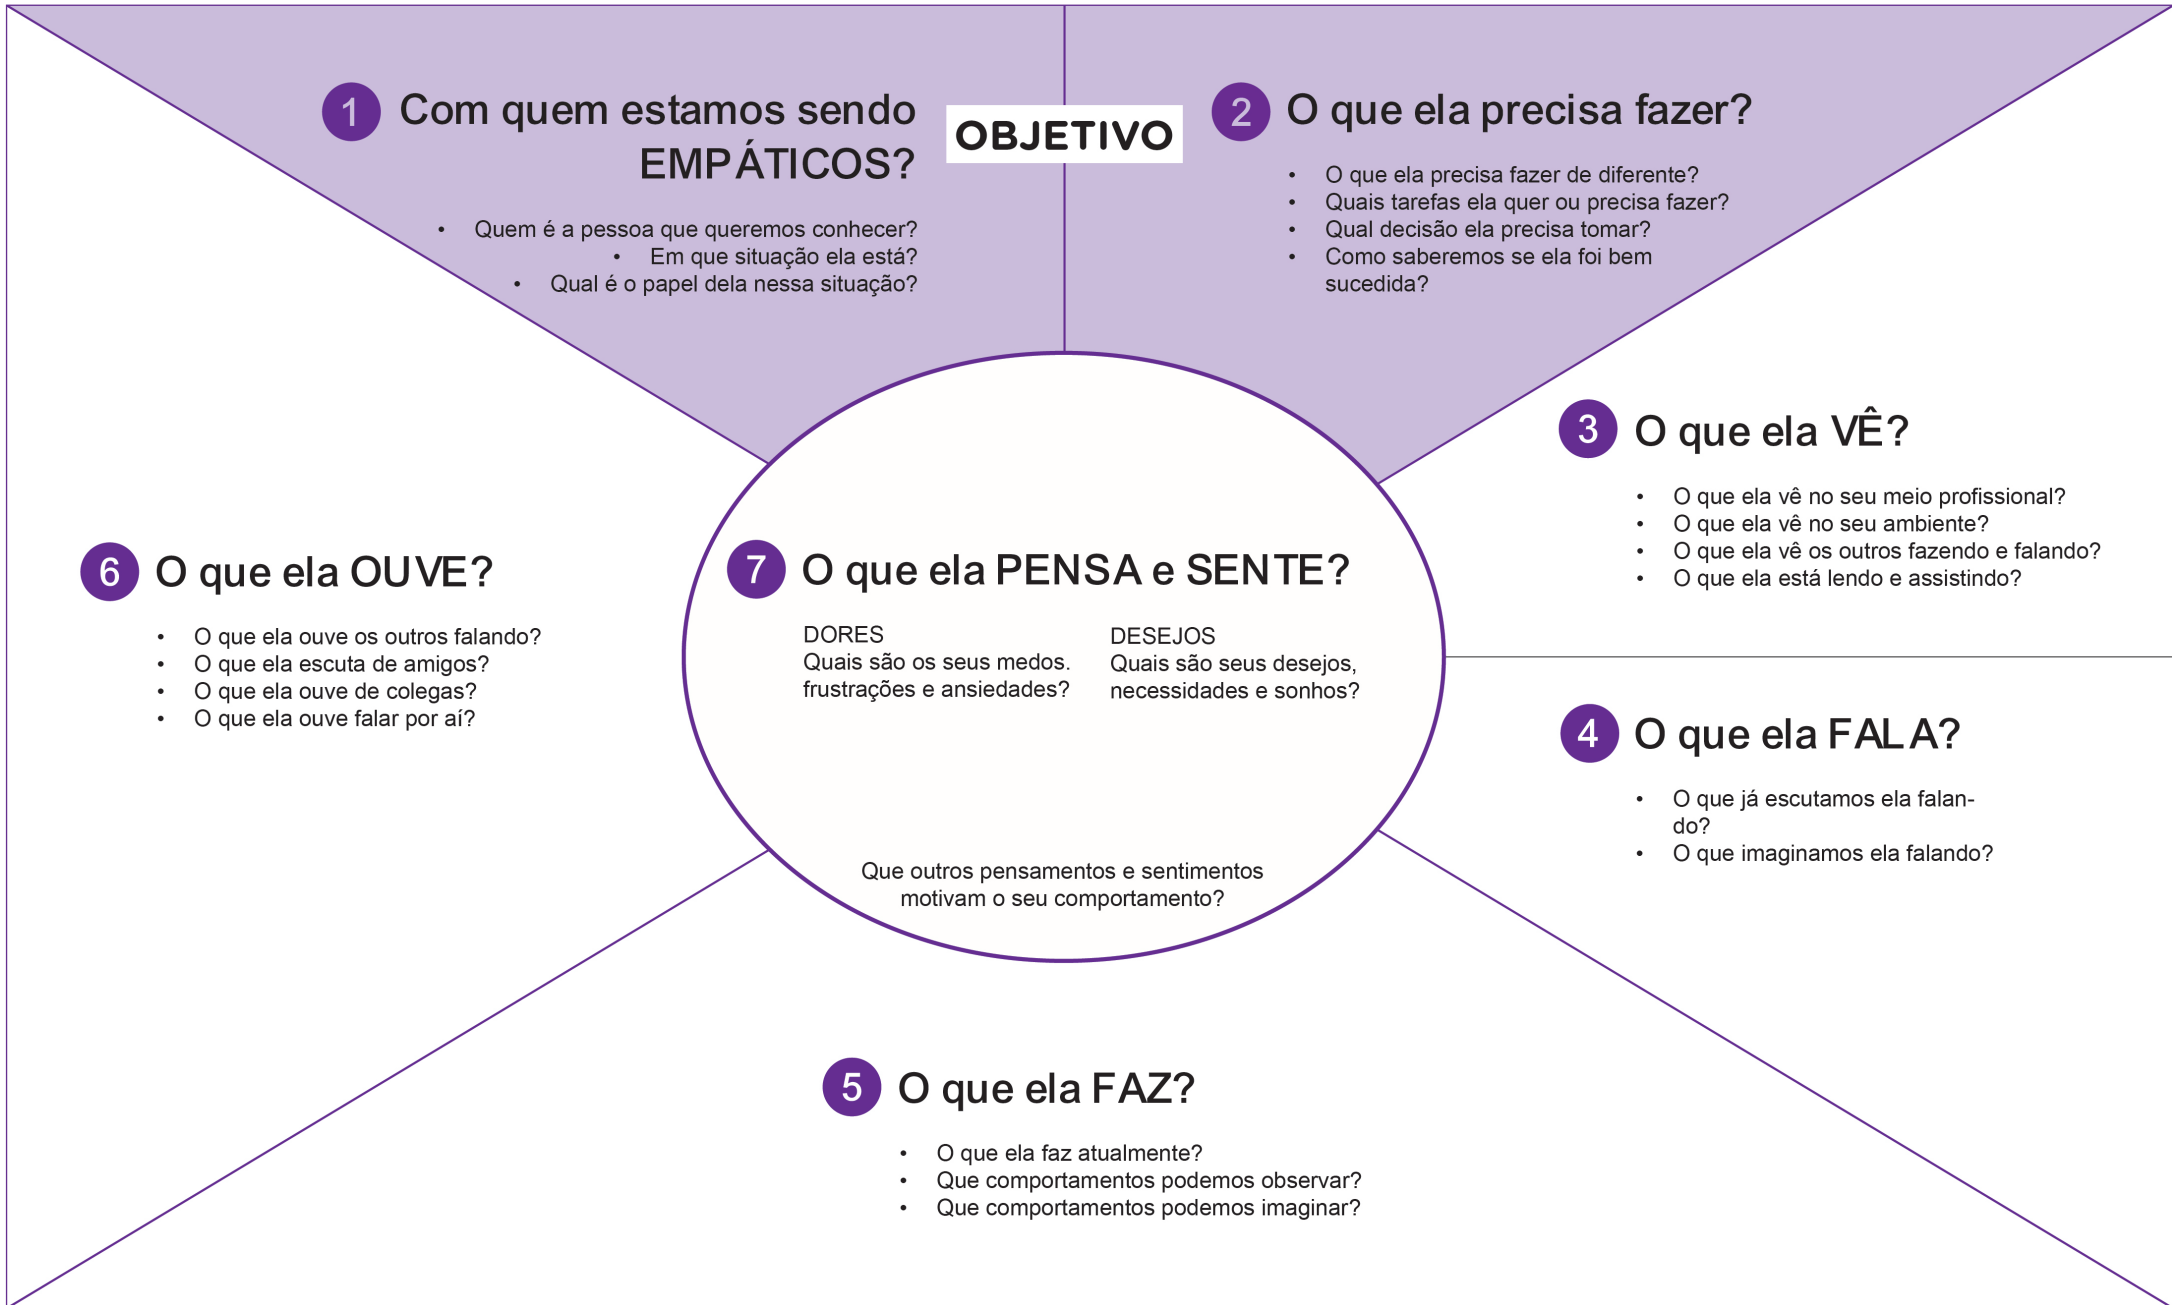 OBJETIVO
1 Com quem estamos sendo
EMPÁTICOS?
• Quem é a pessoa que queremos conhecer?
• Em que situação ela está?
• Qual é o papel dela nessa situação?
2 O que ela precisa fazer?
• O que ela precisa fazer de diferente?
• Quais tarefas ela quer ou precisa fazer?
• Qual decisão ela precisa tomar?
• Como saberemos se ela foi bem
sucedida?
3 O que ela VÊ?
• O que ela vê no seu meio profissional?
• O que ela vê no seu ambiente?
• O que ela vê os outros fazendo e falando?
• O que ela está lendo e assistindo?
4 O que ela FALA?
• O que já escutamos ela falan-
do?
• O que imaginamos ela falando?
5 O que ela FAZ?
• O que ela faz atualmente?
• Que comportamentos podemos observar?
• Que comportamentos podemos imaginar?
6 O que ela OUVE?
• O que ela ouve os outros falando?
• O que ela escuta de amigos?
• O que ela ouve de colegas?
• O que ela ouve falar por aí?
7 O que ela PENSA e SENTE?
DORES
Quais são os seus medos.
frustrações e ansiedades?
DESEJOS
Quais são seus desejos,
necessidades e sonhos?
Que outros pensamentos e sentimentos
motivam o seu comportamento?